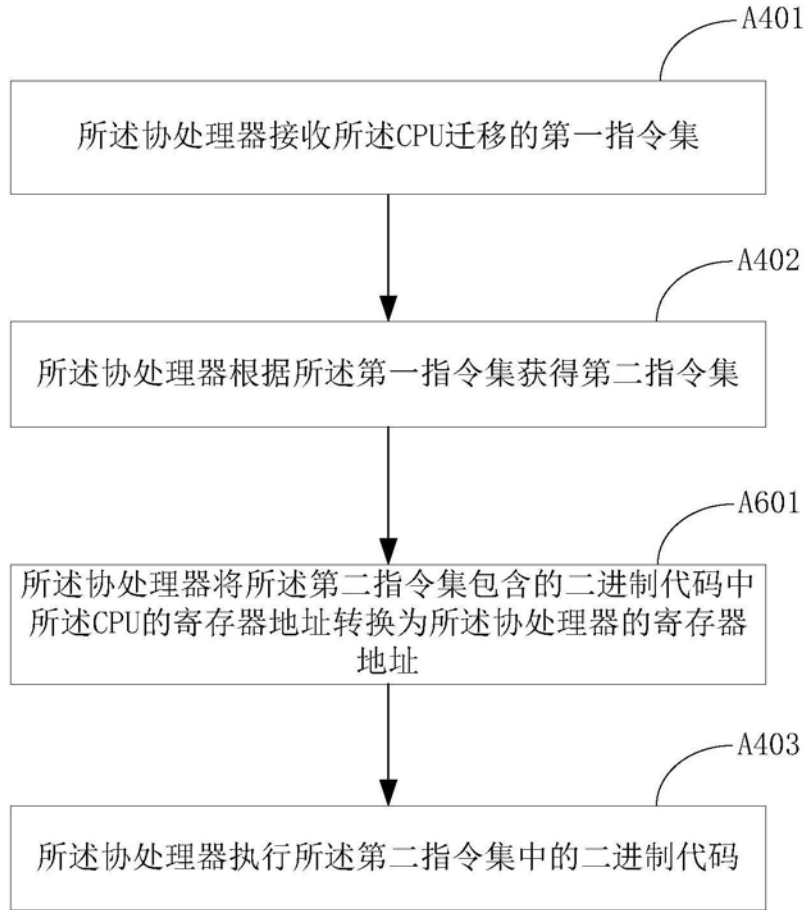 A401
所述协处理器接收所述CPU迁移的第一指令集
A402
所述协处理器根据所述第一指令集获得第二指令集
A601
所述协处理器将所述第二指令集包含的二进制代码中
所述CPU的寄存器地址转换为所述协处理器的寄存器
地址
A403
所述协处理器执行所述第二指令集中的二进制代码